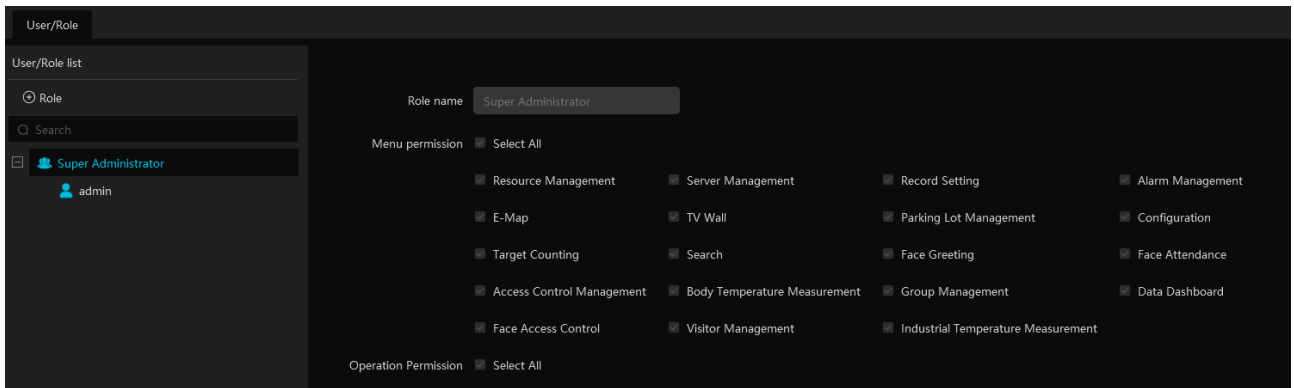 User/Role
User/Role list
Role
Search
Super Administrator
admin
Role name Super Administrator
Menu permission Select All
Resource Management Server Management Record Setting Alarm Management
E-Map TV Wall Parking Lot Management Configuration
Target Counting Search Face Greeting Face Attendance
Access Control Management Body Temperature Measurement Group Management Data Dashboard
Face Access Control Visitor Management Industrial Temperature Measurement
Operation Permission Select All